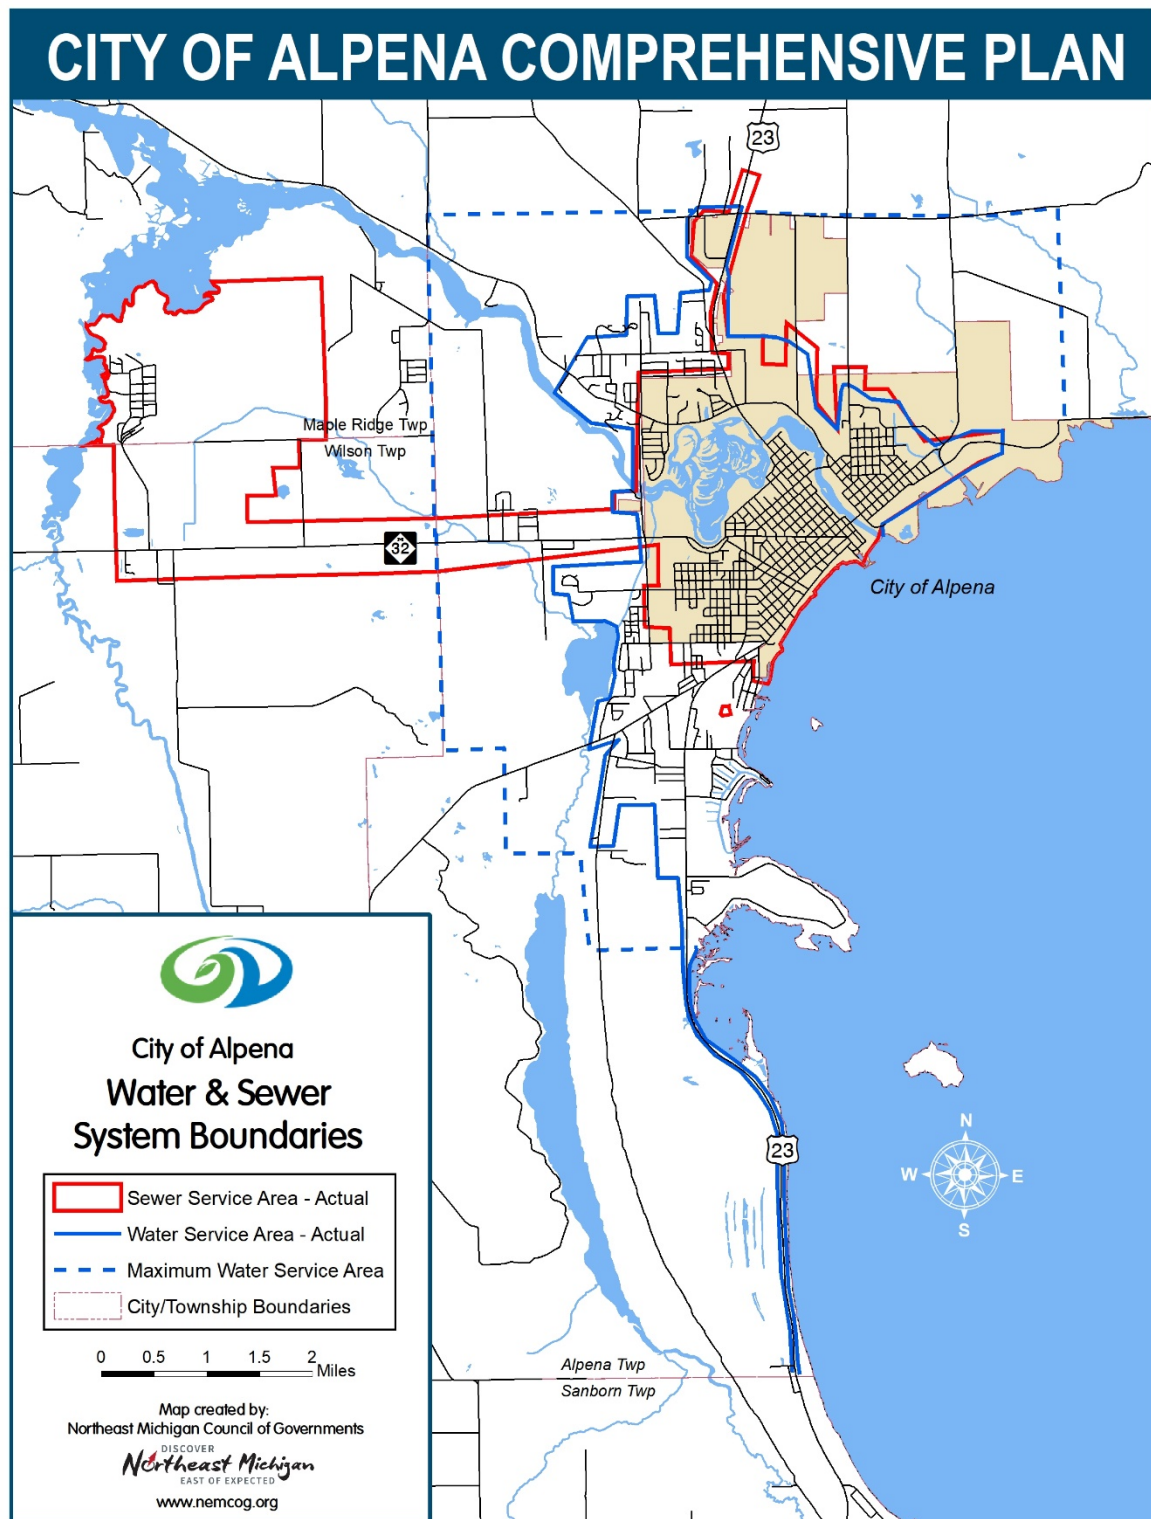 CITY OF ALPENA COMPREHENSIVE PLAN
23
Maple Ridge Twp
Wilson Twp
M
32
City of Alpena
City of Alpena
Water & Sewer
System Boundaries
Sewer Service Area - Actual
Water Service Area - Actual
Maximum Water Service Area
City/Township Boundaries
0 0.5 1 1.5 2
Miles
Map created by:
Northeast Michigan Council of Governments
DISCOVER
Northeast Michigan
EAST OF EXPECTED
www.nemcog.org
N
W E
S
23
Alpena Twp
Sanborn Twp